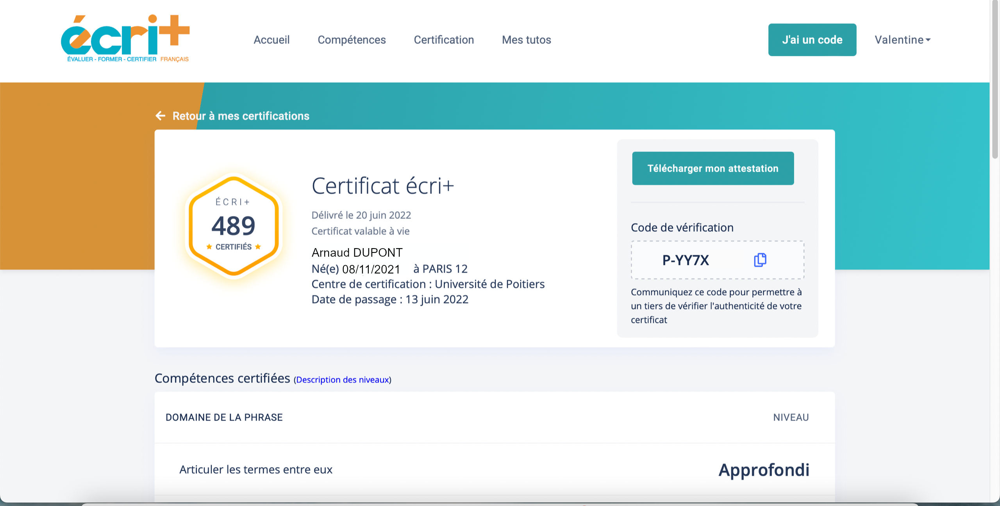 écri+
ÉVALUER - FORMER - CERTIFIER FRANÇAIS
Accueil
Compétences
Certification
Mes tutos
J'ai un code
Valentine
Retour à mes certifications
ÉCRI+
489
CERTIFIÉS
Certificat écri+
Délivré le 20 juin 2022
Certificat valable à vie
Arnaud DUPONT
Né(e) 08/11/2021 à PARIS 12
Centre de certification : Université de Poitiers
Date de passage : 13 juin 2022
Télécharger mon attestation
Code de vérification
P-YY7X
Communiquez ce code pour permettre à
un tiers de vérifier l'authenticité de votre
certificat
Compétences certifiées (Description des niveaux)
DOMAINE DE LA PHRASE
NIVEAU
Articuler les termes entre eux
Approfondi